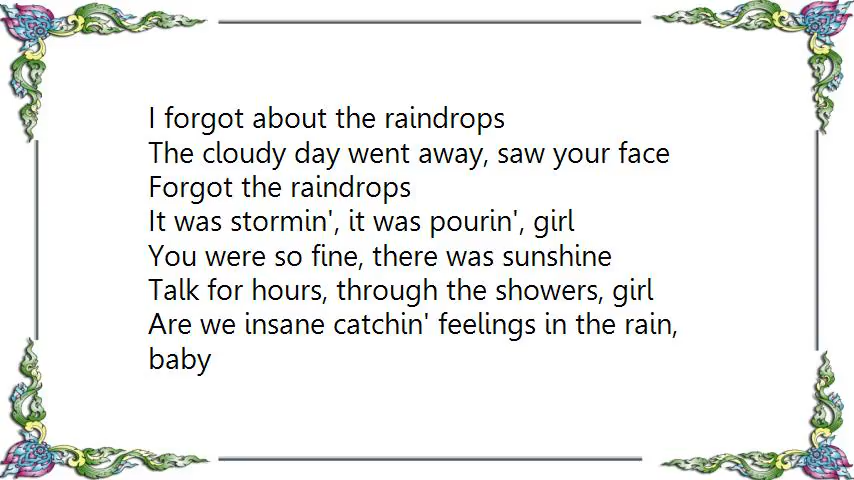 I forgot about the raindrops
The cloudy day went away, saw your face
Forgot the raindrops
It was stormin', it was pourin', girl
You were so fine, there was sunshine
Talk for hours, through the showers, girl
Are we insane catchin' feelings in the rain,
baby